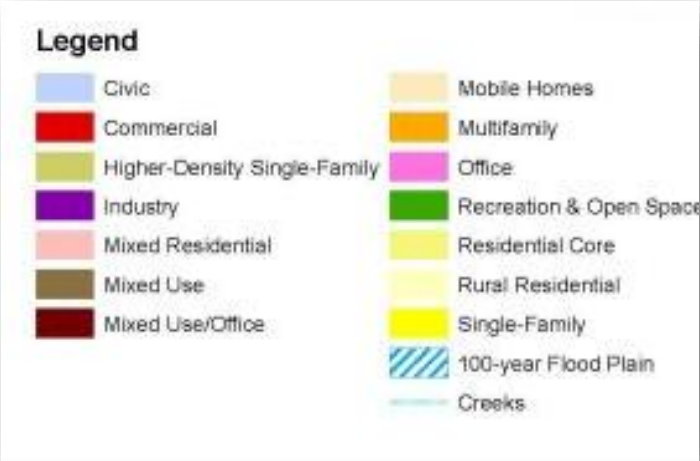 Legend
Civic
Commercial
Higher-Density Single-Family
Industry
Mixed Residential
Mixed Use
Mixed Use/Office
Mobile Homes
Multifamily
Office
Recreation & Open Space
Residential Core
Rural Residential
Single-Family
100-year Flood Plain
Creeks